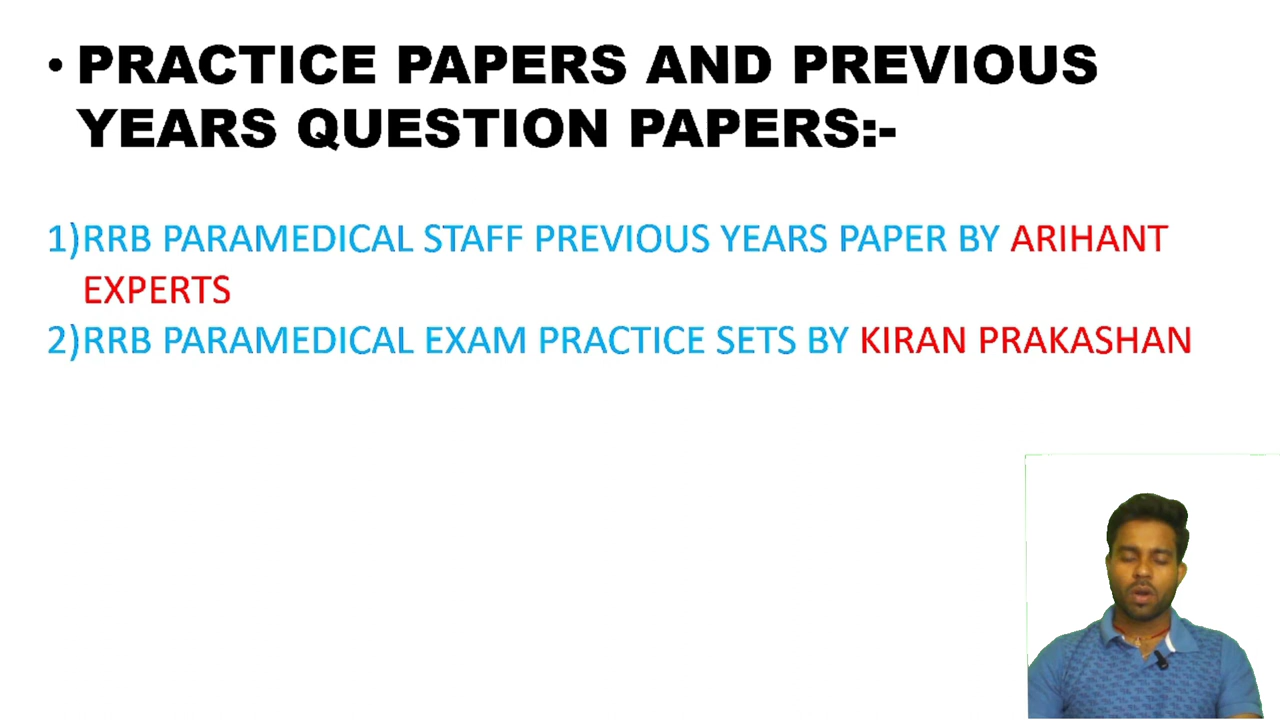 • PRACTICE PAPERS AND PREVIOUS
YEARS QUESTION PAPERS:-
1)RRB PARAMEDICAL STAFF PREVIOUS YEARS PAPER BY ARIHANT
EXPERTS
2)RRB PARAMEDICAL EXAM PRACTICE SETS BY KIRAN PRAKASHAN